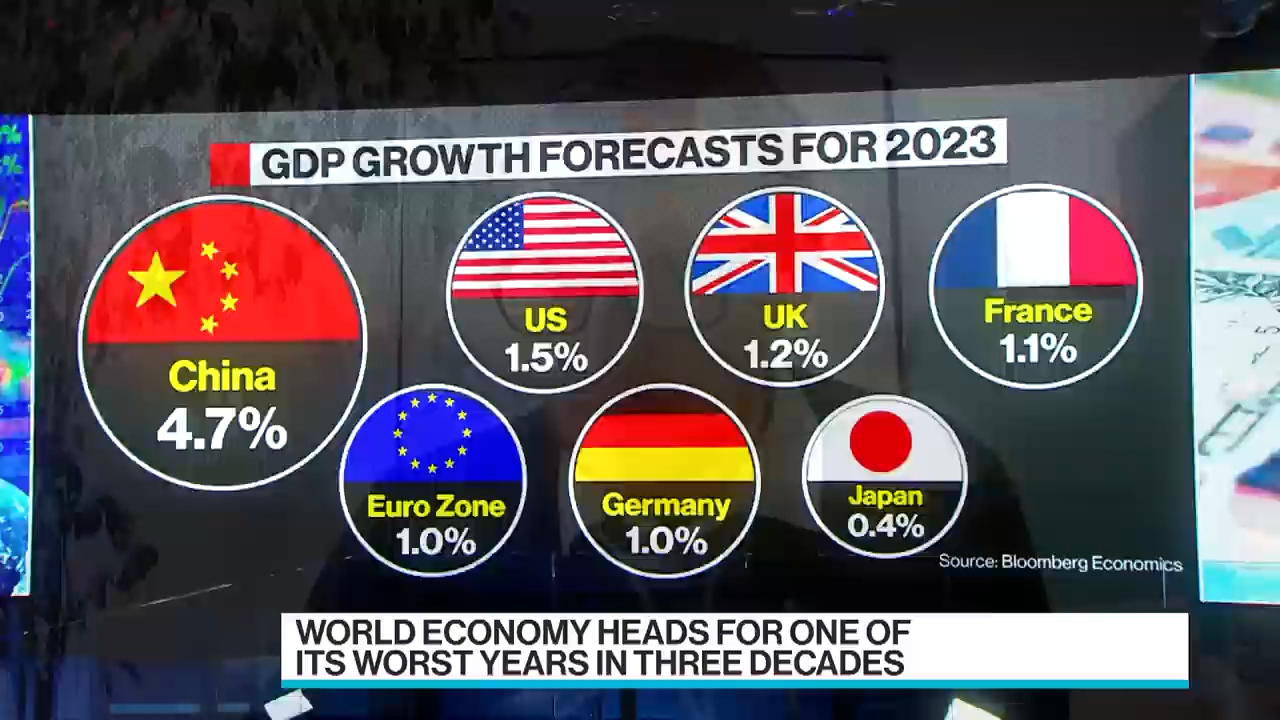 GDP GROWTH FORECASTS FOR 2023
China
4.7%
US
1.5%
UK
1.2%
France
1.1%
Euro Zone
1.0%
Germany
1.0%
Japan
0.4%
Source: Bloomberg Economics
WORLD ECONOMY HEADS FOR ONE OF
ITS WORST YEARS IN THREE DECADES